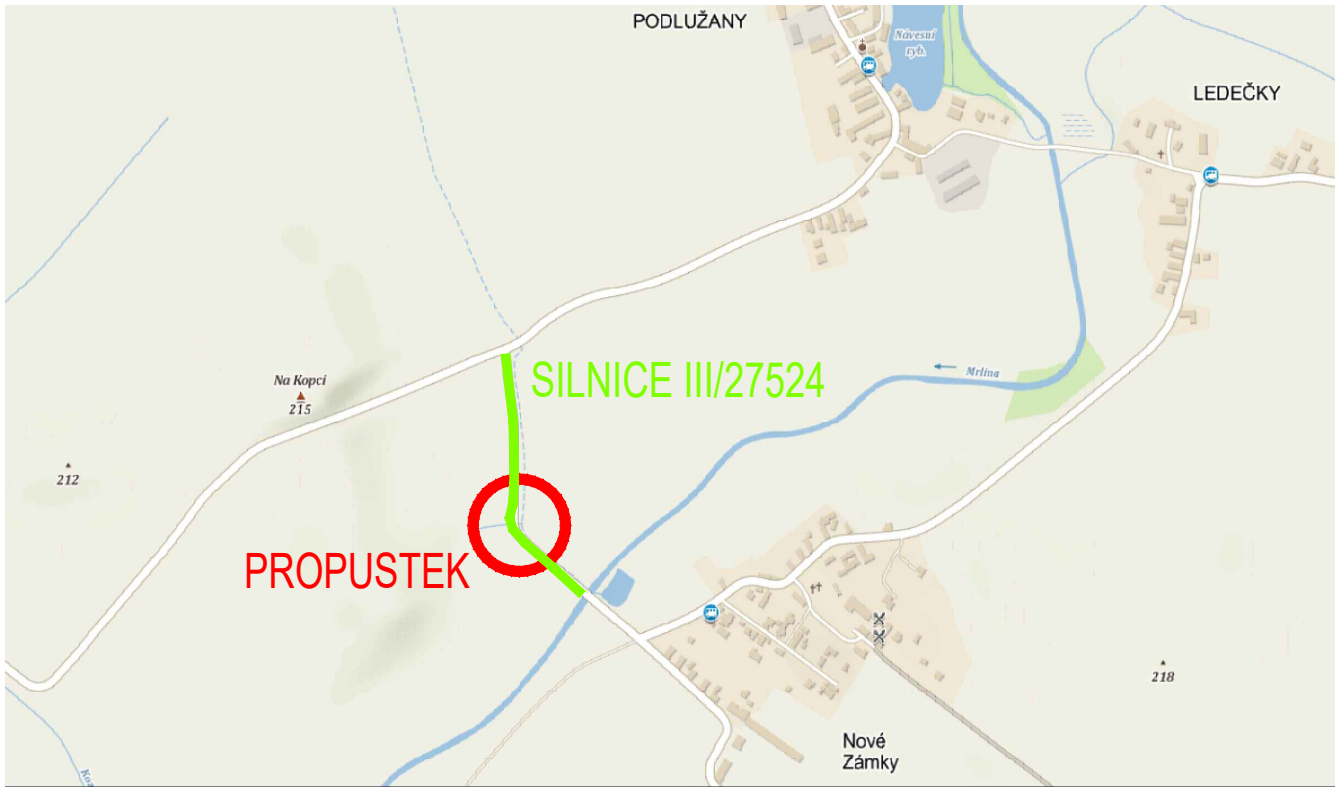 PODLUŽANY
Návesní
ryb.
LEDEČKY
Na Kopci
215
SILNICE III/27524
Mrlina
212
PROPUSTEK
218
Nové
Zámky